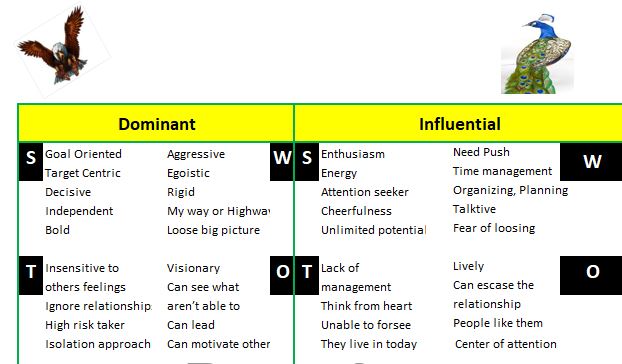 Dominant
Influential
S
Goal Oriented
Target Centric
Decisive
Independent
Bold
Aggressive
Egoistic
Rigid
My way or Highway
Loose big picture
W
S
Enthusiasm
Energy
Attention seeker
Cheerfulness
Unlimited potential
Need Push
Time management
Organizing, Planning
Talktive
Fear of loosing
W
T
Insensitive to
others feelings
Ignore relationship
High risk taker
Isolation approach
Visionary
Can see what
aren't able to
Can lead
Can motivate other
O
T
Lack of
management
Think from heart
Unable to forsee
They live in today
Lively
Can escape the
relationship
People like them
Center of attention
O